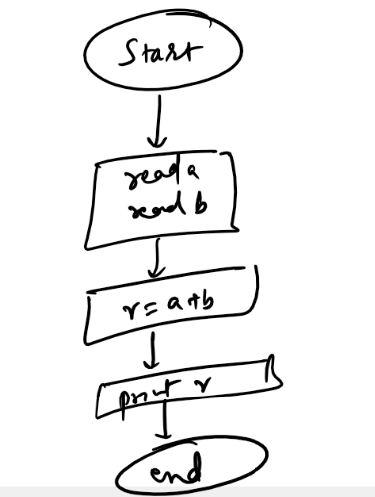 Start
read a
read b
r = a+b
print r
end